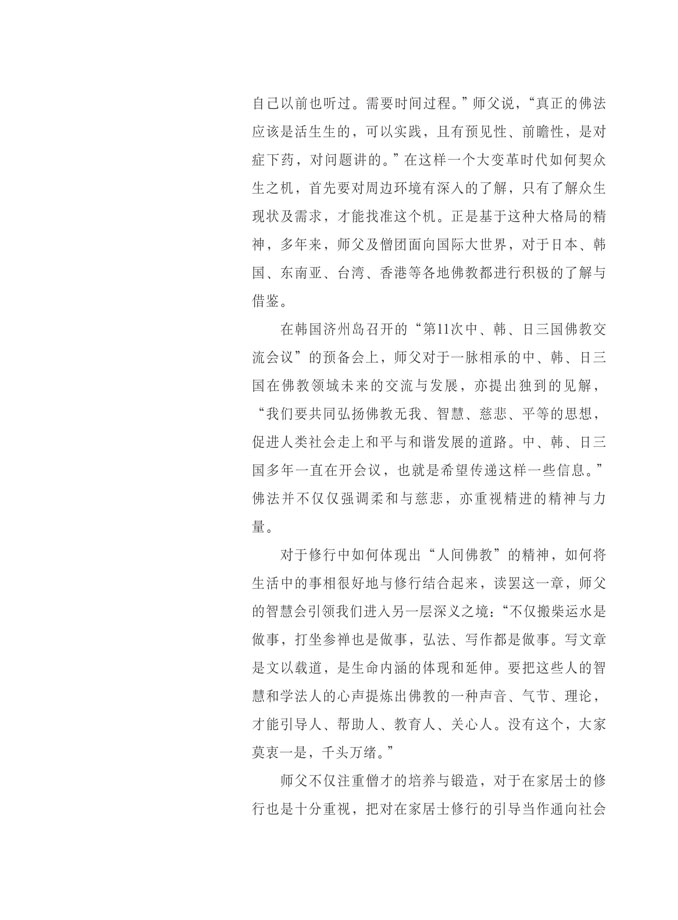 自己以前也听过。需要时间过程。”师父说，“真正的佛法
应该是活生生的，可以实践，且有预见性、前瞻性，是对
症下药，对问题讲的。”在这样一个大变革时代如何契众
生之机，首先要对周边环境有深入的了解，只有了解众生
现状及需求，才能找准这个机。正是基于这种大格局的精
神，多年来，师父及僧团面向国际大世界，对于日本、韩
国、东南亚、台湾、香港等各地佛教都进行积极的了解与
借鉴。
在韩国济州岛召开的“第11次中、韩、日三国佛教交
流会议”的预备会上，师父对于一脉相承的中、韩、日三
国在佛教领域未来的交流与发展，亦提出独到的见解，
“我们要共同弘扬佛教无我、智慧、慈悲、平等的思想，
促进人类社会走上和平与和谐发展的道路。中、韩、日三
国多年一直在开会议，也就是希望传递这样一些信息。”
佛法并不仅仅强调柔和与慈悲，亦重视精进的精神与力
量。
对于修行中如何体现出“人间佛教”的精神，如何将
生活中的事相很好地与修行结合起来，读罢这一章，师父
的智慧会引领我们进入另一层深义之境：“不仅搬柴运水是
做事，打坐参禅也是做事，弘法、写作都是做事。写文章
是文以载道，是生命内涵的体现和延伸。要把这些人的智
慧和学法人的心声提炼出佛教的一种声音、气节、理论，
才能引导人、帮助人、教育人、关心人。没有这个，大家
莫衷一是，千头万绪。”
师父不仅注重僧才的培养与锻造，对于在家居士的修
行也是十分重视，把对在家居士修行的引导当作通向社会